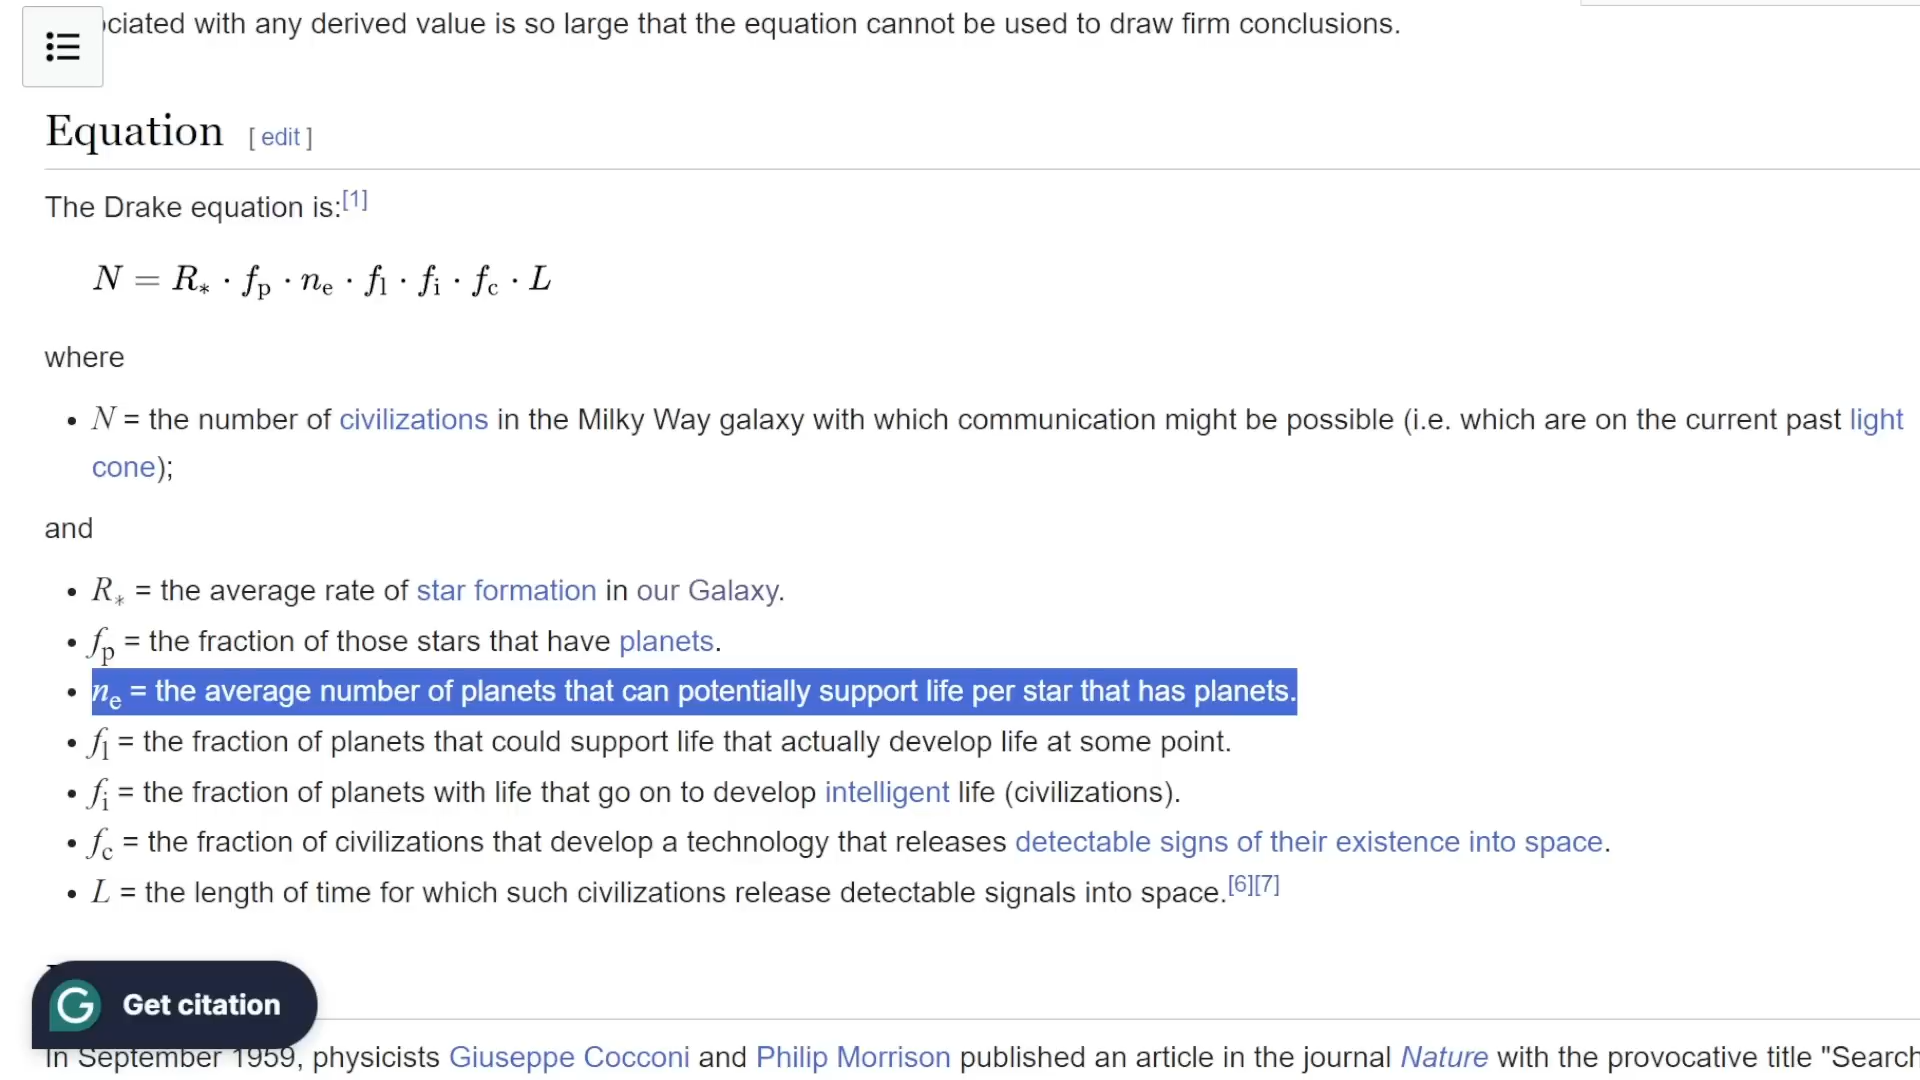 ociated with any derived value is so large that the equation cannot be used to draw firm conclusions.
Equation [ edit ]
The Drake equation is:[1]
N = R* · fp · ne · fl · fi · fc · L
where
• N = the number of civilizations in the Milky Way galaxy with which communication might be possible (i.e. which are on the current past light
cone);
and
• R* = the average rate of star formation in our Galaxy.
• fp = the fraction of those stars that have planets.
• ne = the average number of planets that can potentially support life per star that has planets.
• fl = the fraction of planets that could support life that actually develop life at some point.
• fi = the fraction of planets with life that go on to develop intelligent life (civilizations).
• fc = the fraction of civilizations that develop a technology that releases detectable signs of their existence into space.
• L = the length of time for which such civilizations release detectable signals into space.[6][7]
Get citation
In September 1959, physicists Giuseppe Cocconi and Philip Morrison published an article in the journal Nature with the provocative title "Search